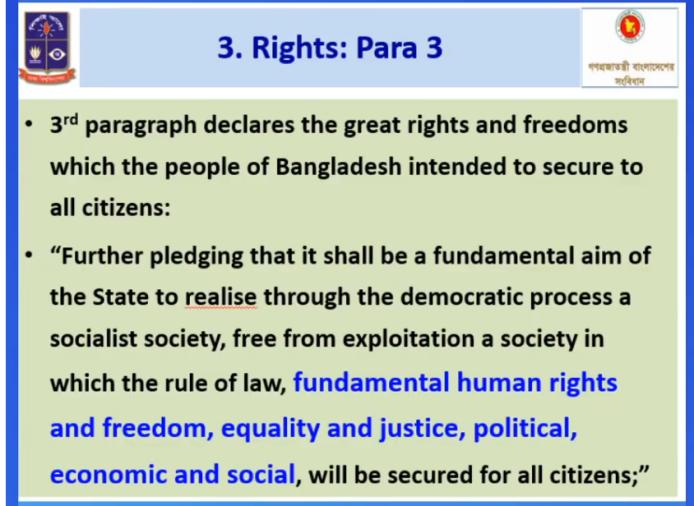 3. Rights: Para 3
গণপ্রজাতন্ত্রী বাংলাদেশের
সংবিধান
• 3rd paragraph declares the great rights and freedoms
which the people of Bangladesh intended to secure to
all citizens:
• “Further pledging that it shall be a fundamental aim of
the State to realise through the democratic process a
socialist society, free from exploitation a society in
which the rule of law, fundamental human rights
and freedom, equality and justice, political,
economic and social, will be secured for all citizens;”